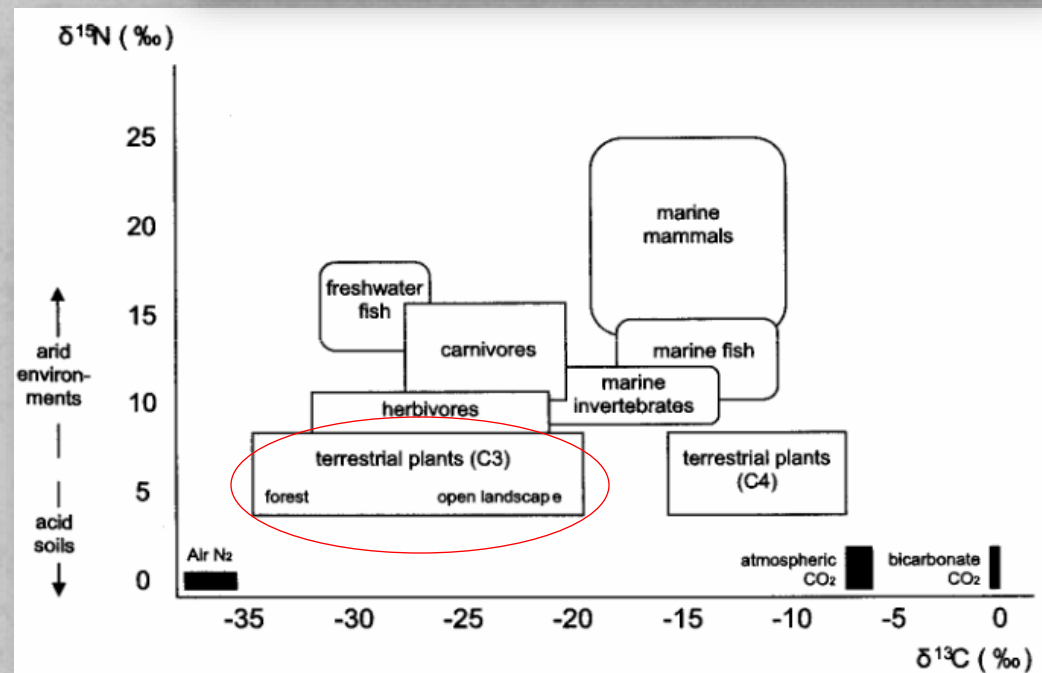 δ¹⁵N (‰)
25
20
15
10
5
0
arid
environ-
ments
acid
soils
marine
mammals
freshwater
fish
carnivores
marine fish
marine
invertebrates
herbivores
terrestrial plants (C3)
forest
open landscape
terrestrial plants
(C4)
Air N₂
atmospheric
CO₂
bicarbonate
CO₂
-35
-30
-25
-20
-15
-10
-5
0
δ¹³C (‰)